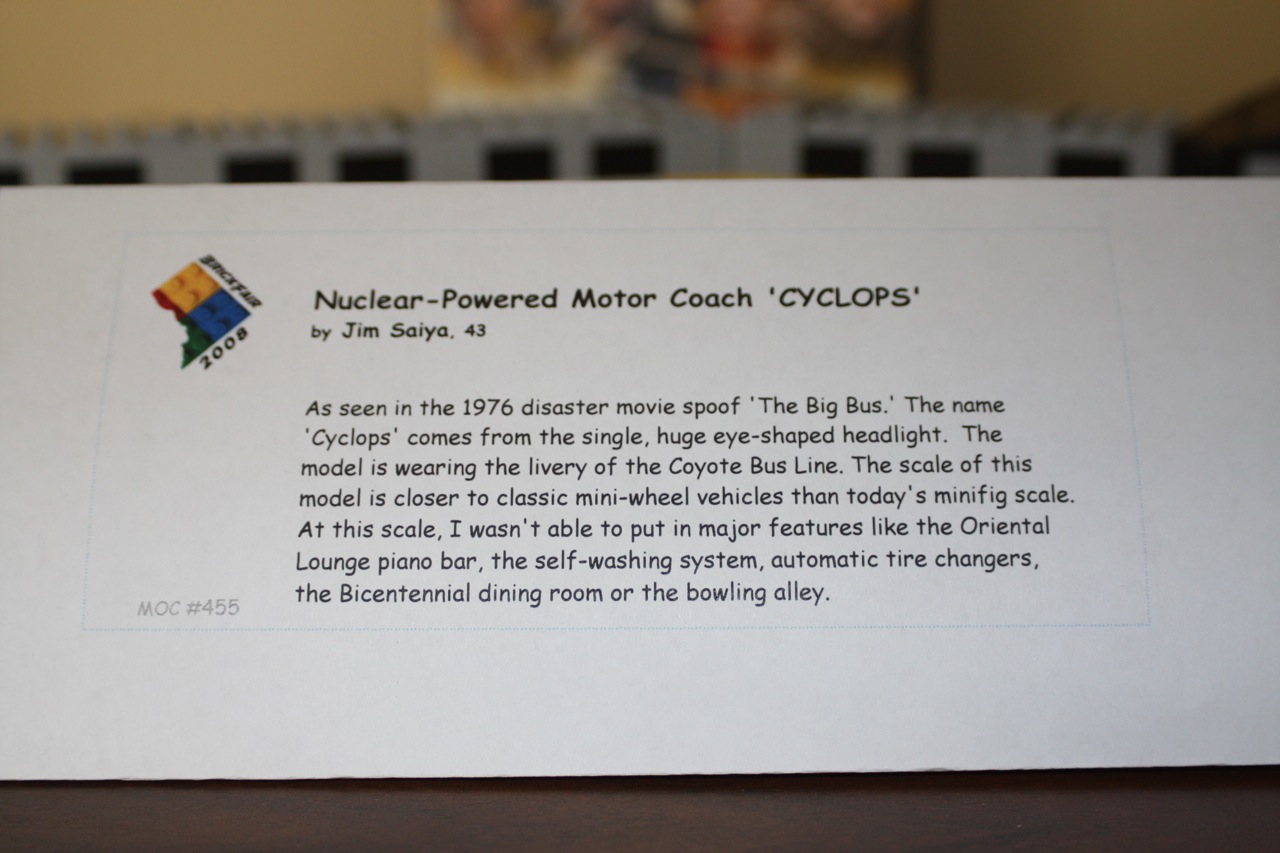 BRICKFAIR
2008
Nuclear-Powered Motor Coach 'CYCLOPS'
by Jim Saiya, 43
As seen in the 1976 disaster movie spoof 'The Big Bus.' The name
'Cyclops' comes from the single, huge eye-shaped headlight. The
model is wearing the livery of the Coyote Bus Line. The scale of this
model is closer to classic mini-wheel vehicles than today's minifig scale.
At this scale, I wasn't able to put in major features like the Oriental
Lounge piano bar, the self-washing system, automatic tire changers,
the Bicentennial dining room or the bowling alley.
MOC #455